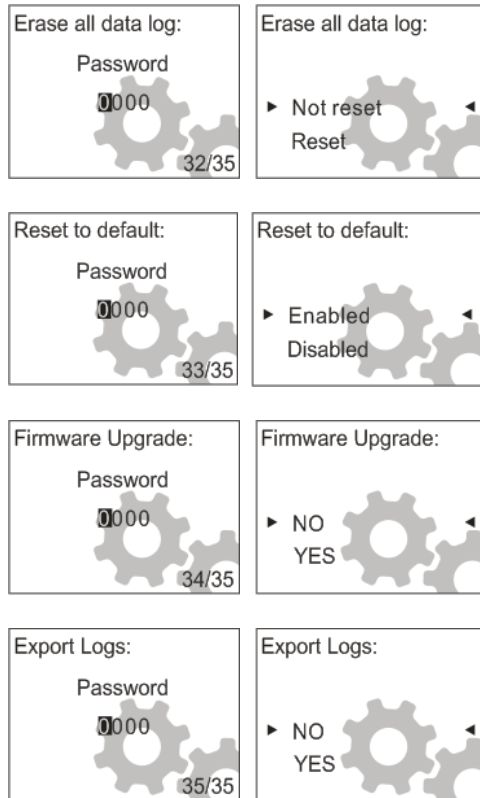 Erase all data log:
Password
0000
32/35
Erase all data log:
Not reset
Reset
Reset to default:
Password
0000
33/35
Reset to default:
Enabled
Disabled
Firmware Upgrade:
Password
0000
34/35
Firmware Upgrade:
NO
YES
Export Logs:
Password
0000
35/35
Export Logs:
NO
YES